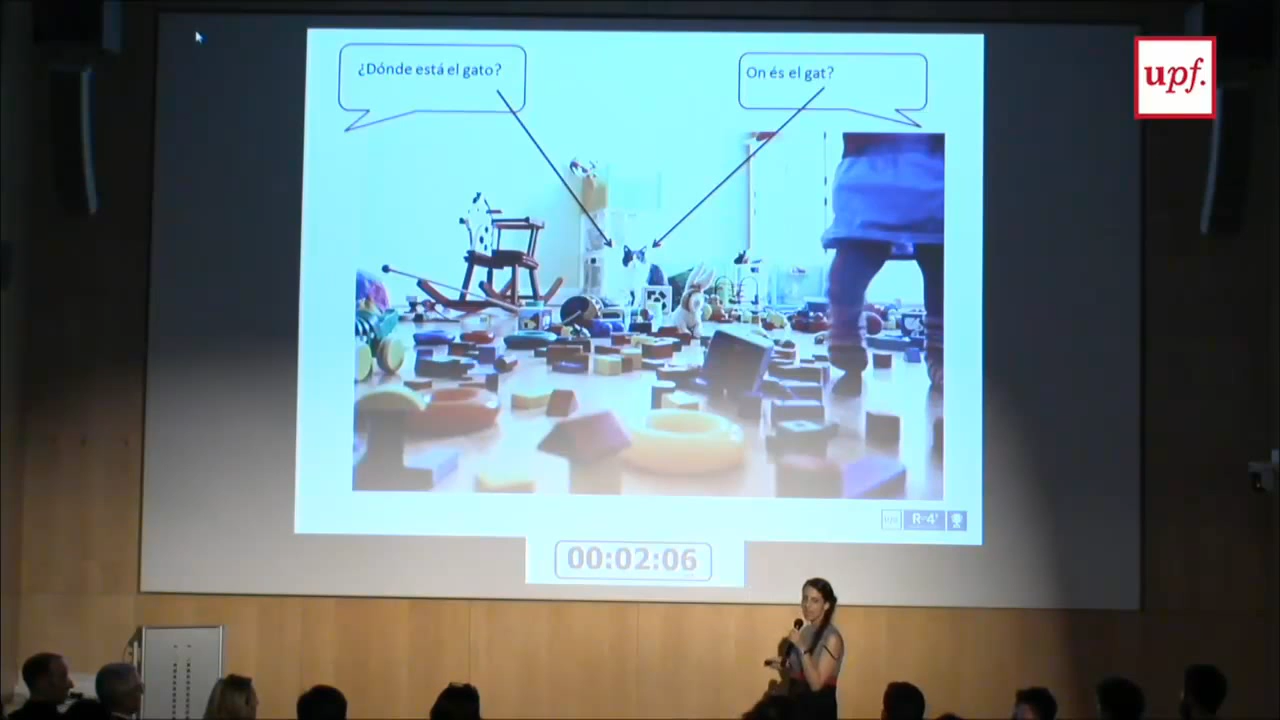 ¿Dónde está el gato?
On és el gat?
upf.
R=4'
00:02:06